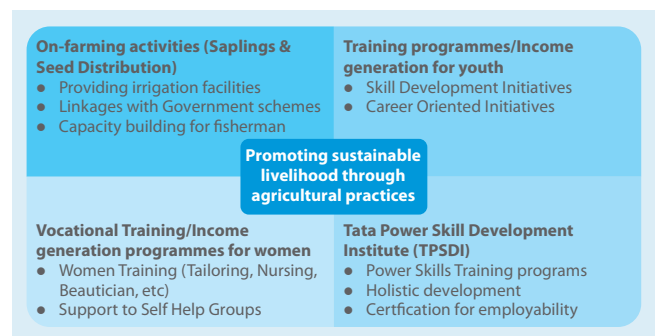 On-farming activities (Saplings &
Seed Distribution)
● Providing irrigation facilities
● Linkages with Government schemes
● Capacity building for fisherman
Training programmes/Income
generation for youth
● Skill Development Initiatives
● Career Oriented Initiatives
Promoting sustainable
livelihood through
agricultural practices
Vocational Training/Income
generation programmes for women
● Women Training (Tailoring, Nursing,
Beautician, etc)
● Support to Self Help Groups
Tata Power Skill Development
Institute (TPSDI)
● Power Skills Training programs
● Holistic development
● Certfication for employability